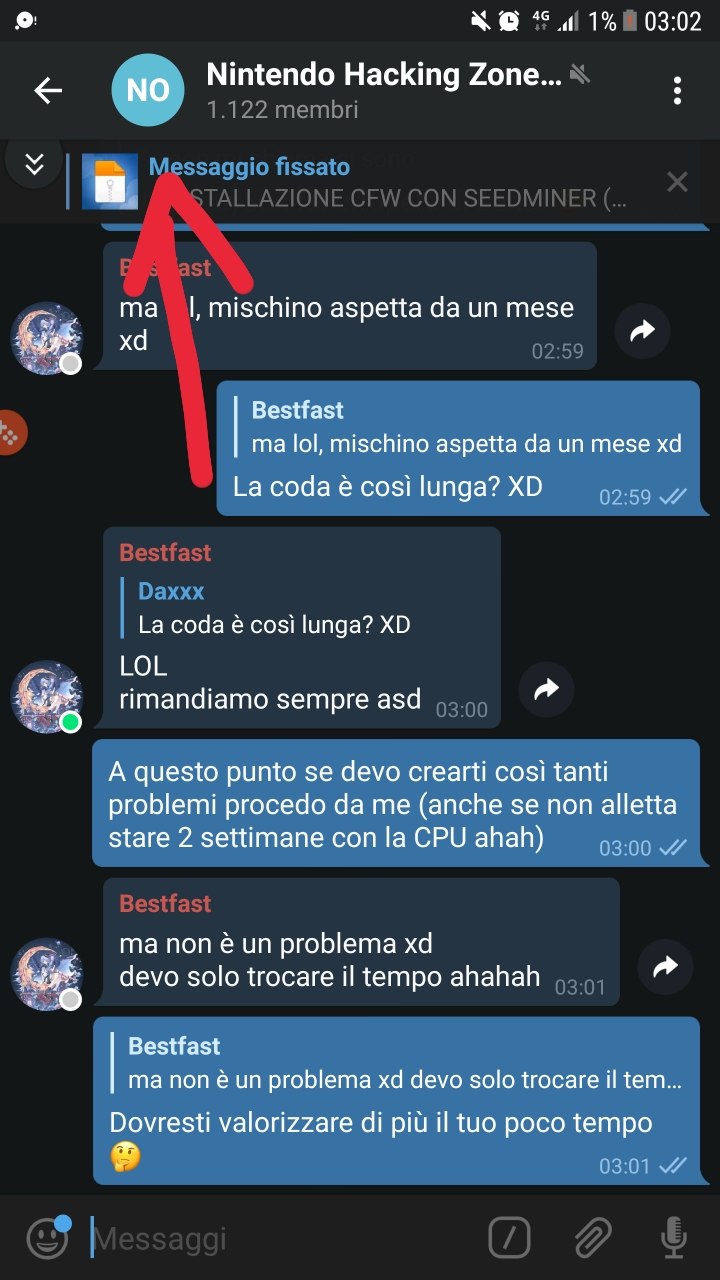 4G 1% 03:02
NO
Nintendo Hacking Zone...
1.122 membri
Messaggio fissato
STALLAZIONE CFW CON SEEDMINER (...
ma lol, mischino aspetta da un mese
xd
02:59
Bestfast
ma lol, mischino aspetta da un mese xd
La coda è così lunga? XD
02:59
Bestfast
Daxxx
La coda è così lunga? XD
LOL
rimandiamo sempre asd
03:00
A questo punto se devo crearti così tanti
problemi procedo da me (anche se non alletta
stare 2 settimane con la CPU ahah)
03:00
Bestfast
ma non è un problema xd
devo solo trocare il tempo ahahah
03:01
Bestfast
ma non è un problema xd devo solo trocare il tem...
Dovresti valorizzare di più il tuo poco tempo
🤔
03:01
Messaggi